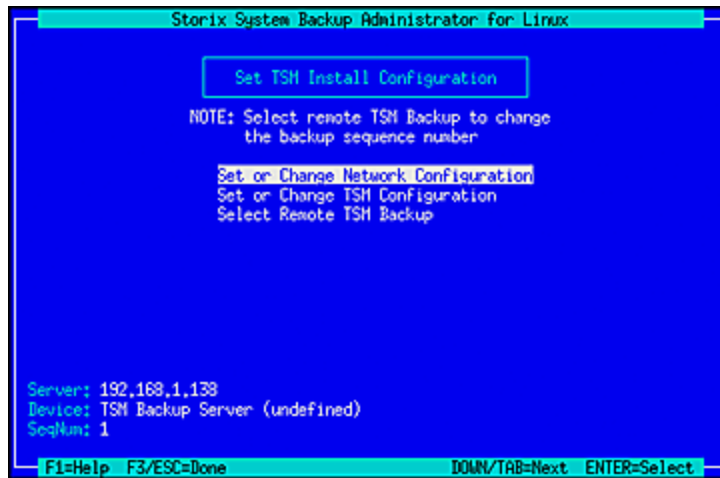 Storix System Backup Administrator for Linux
Set TSM Install Configuration
NOTE: Select remote TSM Backup to change
the backup sequence number
Set or Change Network Configuration
Set or Change TSM Configuration
Select Remote TSM Backup
Server: 192.168.1.138
Device: TSM Backup Server (undefined)
SeqNum: 1
F1=Help F3/ESC=Done DOWN/TAB=Next ENTER=Select